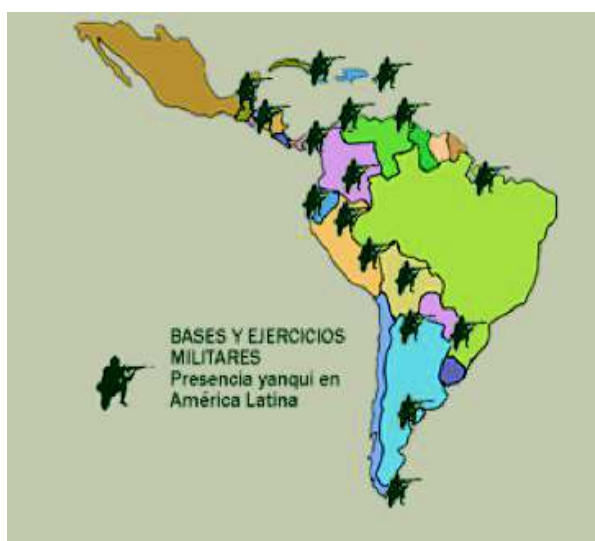 BASES Y EJERCICIOS
MILITARES
Presencia yanqui en
América Latina